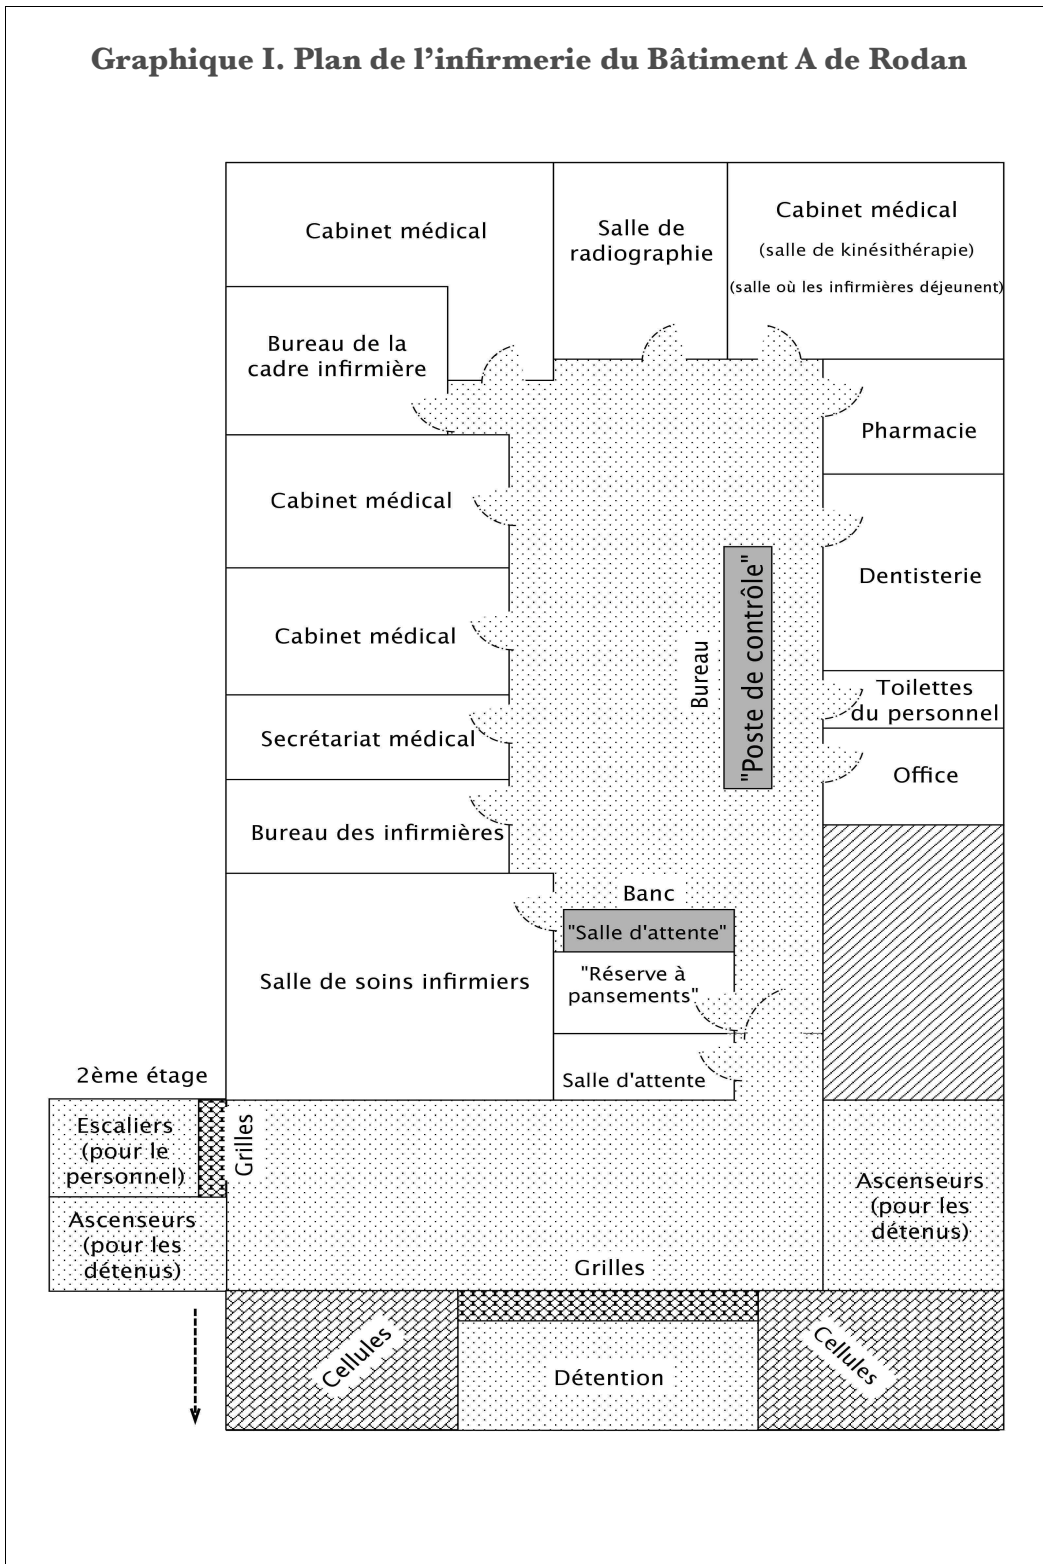 Graphique I. Plan de l’infirmerie du Bâtiment A de Rodan
Cabinet médical
Salle de
radiographie
Cabinet médical
(salle de kinésithérapie)
(salle où les infirmières déjeunent)
Bureau de la
cadre infirmière
Pharmacie
Cabinet médical
Dentisterie
Cabinet médical
Bureau
"Poste de contrôle"
Toilettes
du personnel
Secrétariat médical
Office
Bureau des infirmières
Banc
"Salle d'attente"
Salle de soins infirmiers
"Réserve à
pansements"
Salle d'attente
2ème étage
Escaliers
(pour le
personnel)
Grilles
Ascenseurs
(pour les
détenus)
Ascenseurs
(pour les
détenus)
Grilles
Cellules
Détention
Cellules